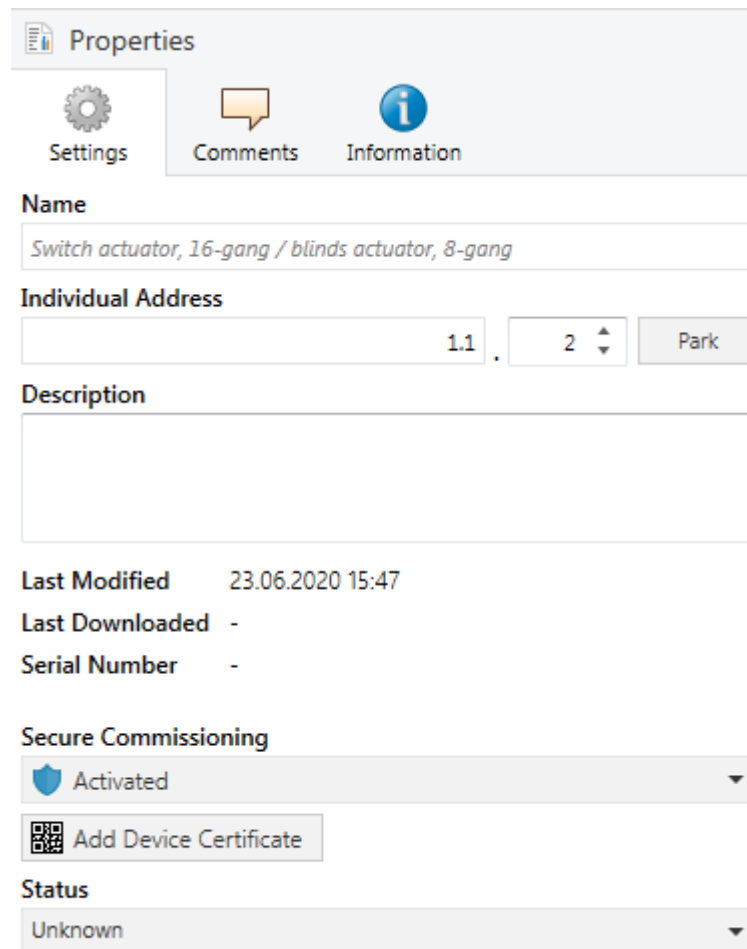 Properties
Settings Comments Information
Name
Switch actuator, 16-gang / blinds actuator, 8-gang
Individual Address
1.1 . 2 Park
Description
Last Modified 23.06.2020 15:47
Last Downloaded -
Serial Number -
Secure Commissioning
Activated
Add Device Certificate
Status
Unknown